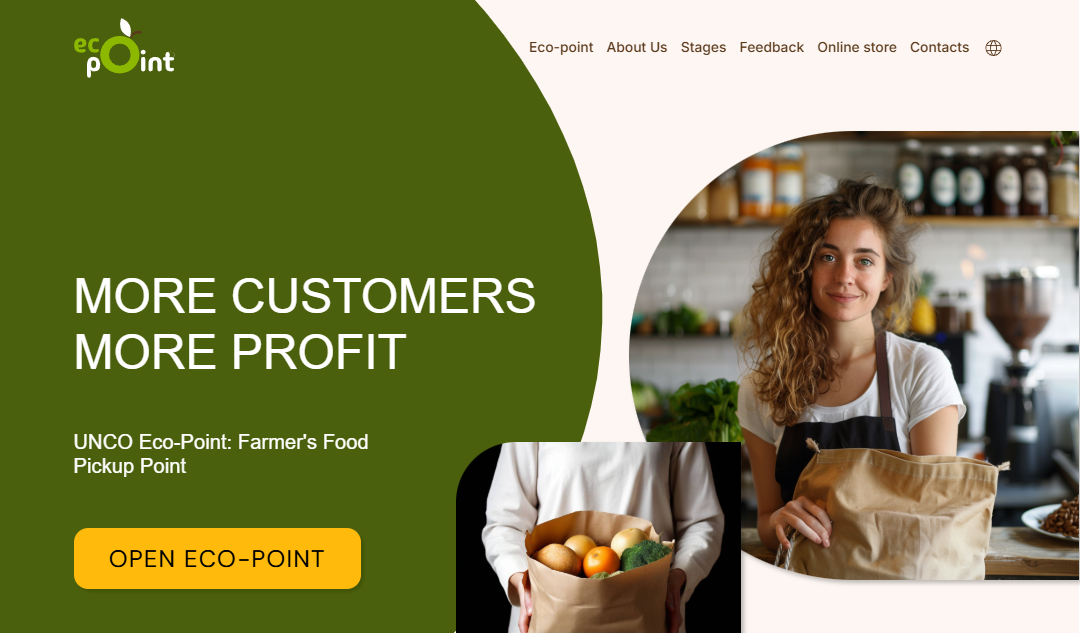 eco
point
Eco-point About Us Stages Feedback Online store Contacts
MORE CUSTOMERS
MORE PROFIT
UNCO Eco-Point: Farmer's Food
Pickup Point
OPEN ECO-POINT